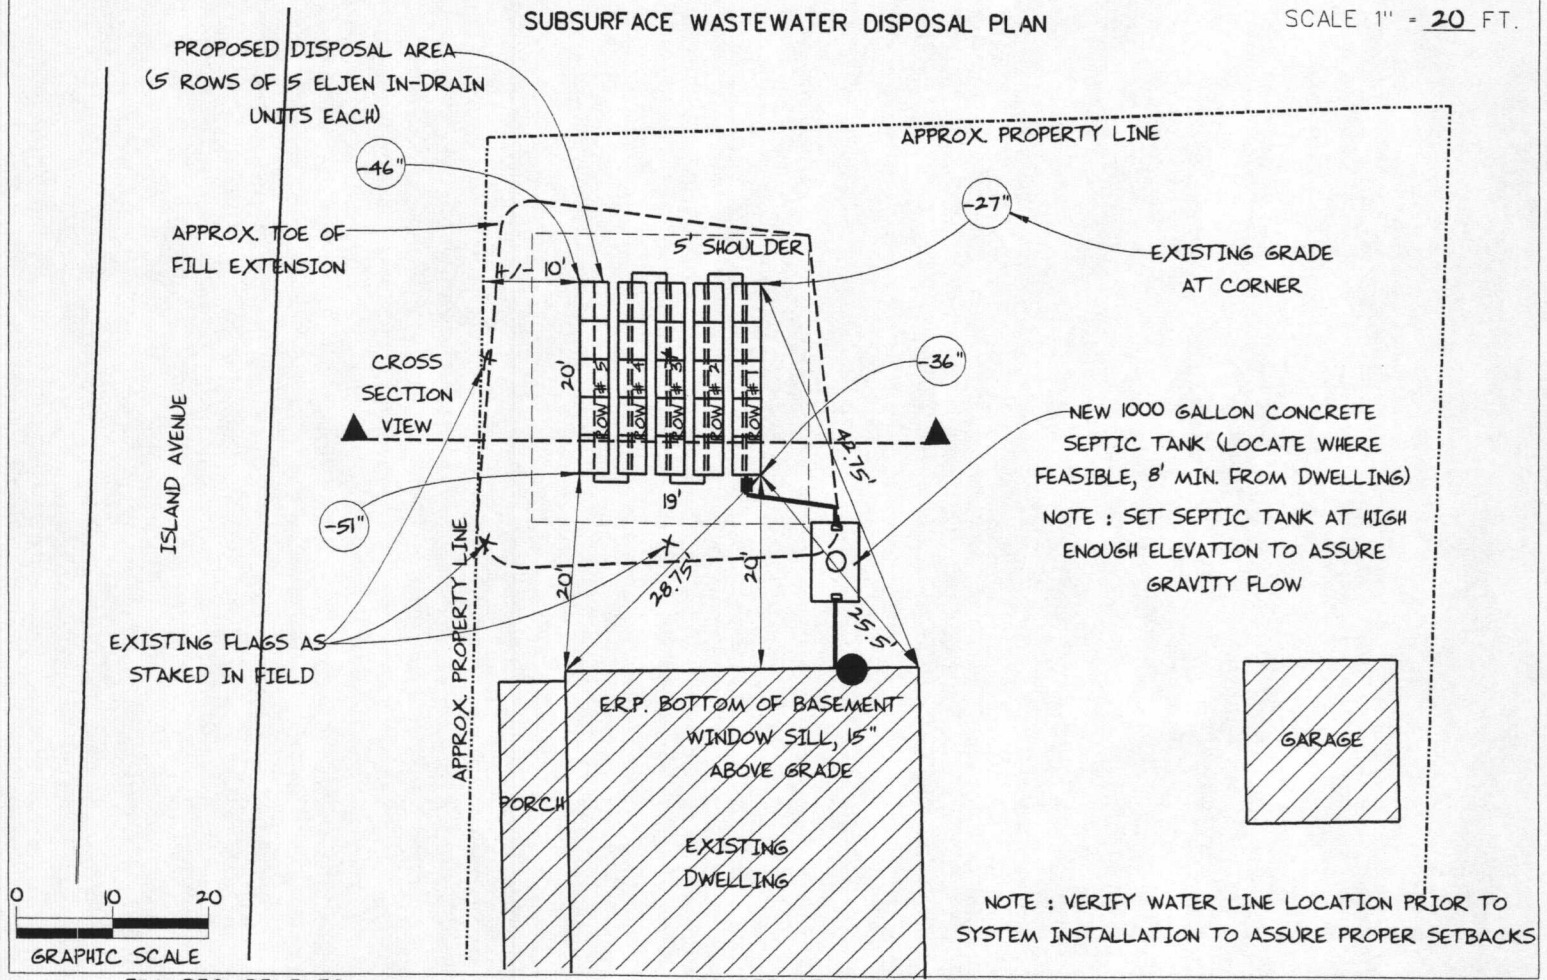 SUBSURFACE WASTEWATER DISPOSAL PLAN
SCALE 1" = 20 FT.
PROPOSED DISPOSAL AREA
(5 ROWS OF 5 ELJEN IN-DRAIN
UNITS EACH)
APPROX. PROPERTY LINE
-46"
-27"
APPROX. TOE OF
FILL EXTENSION
5' SHOULDER
+/- 10'
EXISTING GRADE
AT CORNER
CROSS
SECTION
VIEW
20'
ROW # 5
ROW # 4
ROW # 3
ROW # 2
ROW # 1
-36"
42.75'
NEW 1000 GALLON CONCRETE
SEPTIC TANK (LOCATE WHERE
FEASIBLE, 8' MIN. FROM DWELLING)
NOTE : SET SEPTIC TANK AT HIGH
ENOUGH ELEVATION TO ASSURE
GRAVITY FLOW
ISLAND AVENUE
-51"
19'
20'
28.75'
20'
25.5'
APPROX. PROPERTY LINE
EXISTING FLAGS AS
STAKED IN FIELD
E.R.P. BOTTOM OF BASEMENT
WINDOW SILL, 15"
ABOVE GRADE
GARAGE
PORCH
EXISTING
DWELLING
0 10 20
GRAPHIC SCALE
NOTE : VERIFY WATER LINE LOCATION PRIOR TO
SYSTEM INSTALLATION TO ASSURE PROPER SETBACKS